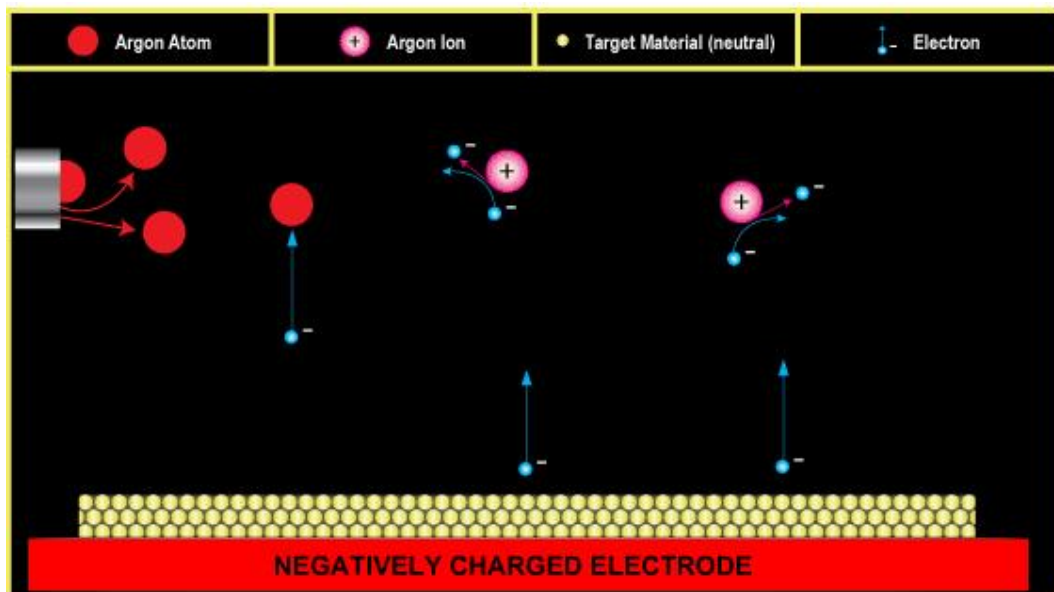 Argon Atom
+ Argon Ion
Target Material (neutral)
- Electron
-
+
-
-
+
-
-
-
-
NEGATIVELY CHARGED ELECTRODE